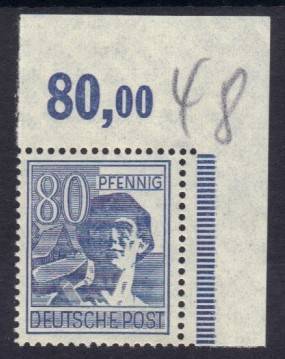 80,00 48
80 PFENNIG
DEUTSCHE POST